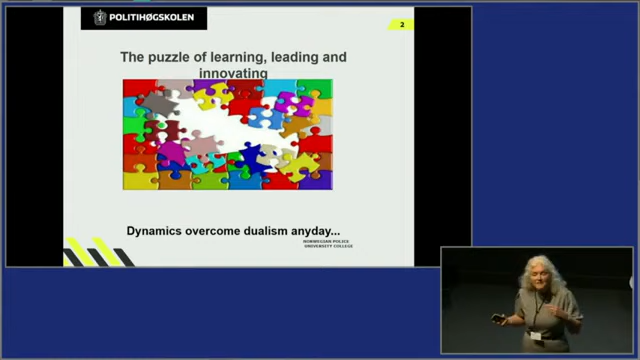 POLITIHØGSKOLEN
2
The puzzle of learning, leading and
innovating
Dynamics overcome dualism anyday...
NORWEGIAN POLICE
UNIVERSITY COLLEGE